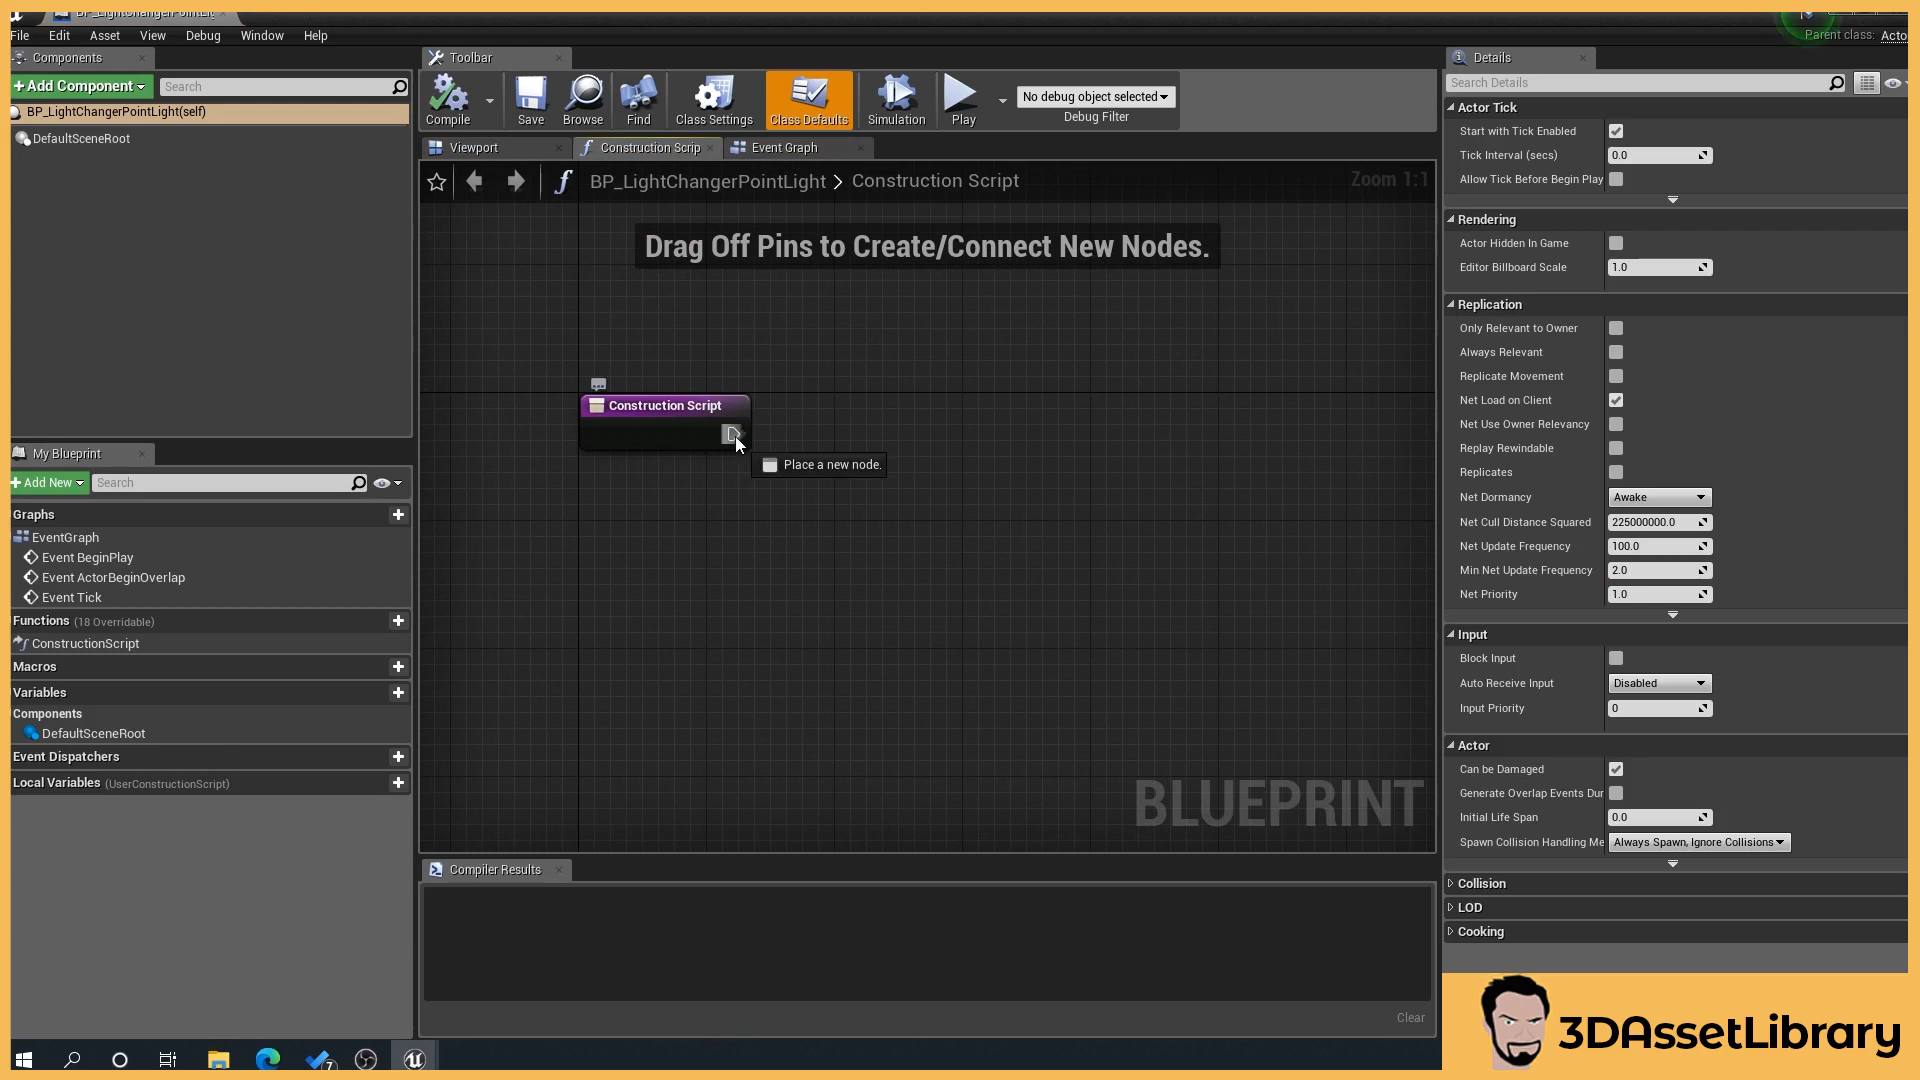 BP_LightChangerPointLi
File Edit Asset View Debug Window Help
Parent class: Acto
Components
Add Component
Search
BP_LightChangerPointLight(self)
DefaultSceneRoot
My Blueprint
Add New
Search
Graphs
EventGraph
Event BeginPlay
Event ActorBeginOverlap
Event Tick
Functions (18 Overridable)
ConstructionScript
Macros
Variables
Components
DefaultSceneRoot
Event Dispatchers
Local Variables (UserConstructionScript)
Toolbar
Compile
Save
Browse
Find
Class Settings
Class Defaults
Simulation
Play
No debug object selected
Debug Filter
Viewport
Construction Scrip
Event Graph
BP_LightChangerPointLight > Construction Script
Zoom 1:1
Drag Off Pins to Create/Connect New Nodes.
Construction Script
Place a new node.
BLUEPRINT
Compiler Results
Clear
Details
Search Details
Actor Tick
Start with Tick Enabled
Tick Interval (secs) 0.0
Allow Tick Before Begin Play
Rendering
Actor Hidden In Game
Editor Billboard Scale 1.0
Replication
Only Relevant to Owner
Always Relevant
Replicate Movement
Net Load on Client
Net Use Owner Relevancy
Replay Rewindable
Replicates
Net Dormancy Awake
Net Cull Distance Squared 225000000.0
Net Update Frequency 100.0
Min Net Update Frequency 2.0
Net Priority 1.0
Input
Block Input
Auto Receive Input Disabled
Input Priority 0
Actor
Can be Damaged
Generate Overlap Events Dur
Initial Life Span 0.0
Spawn Collision Handling Me Always Spawn, Ignore Collisions
Collision
LOD
Cooking
7
3DAssetLibrary